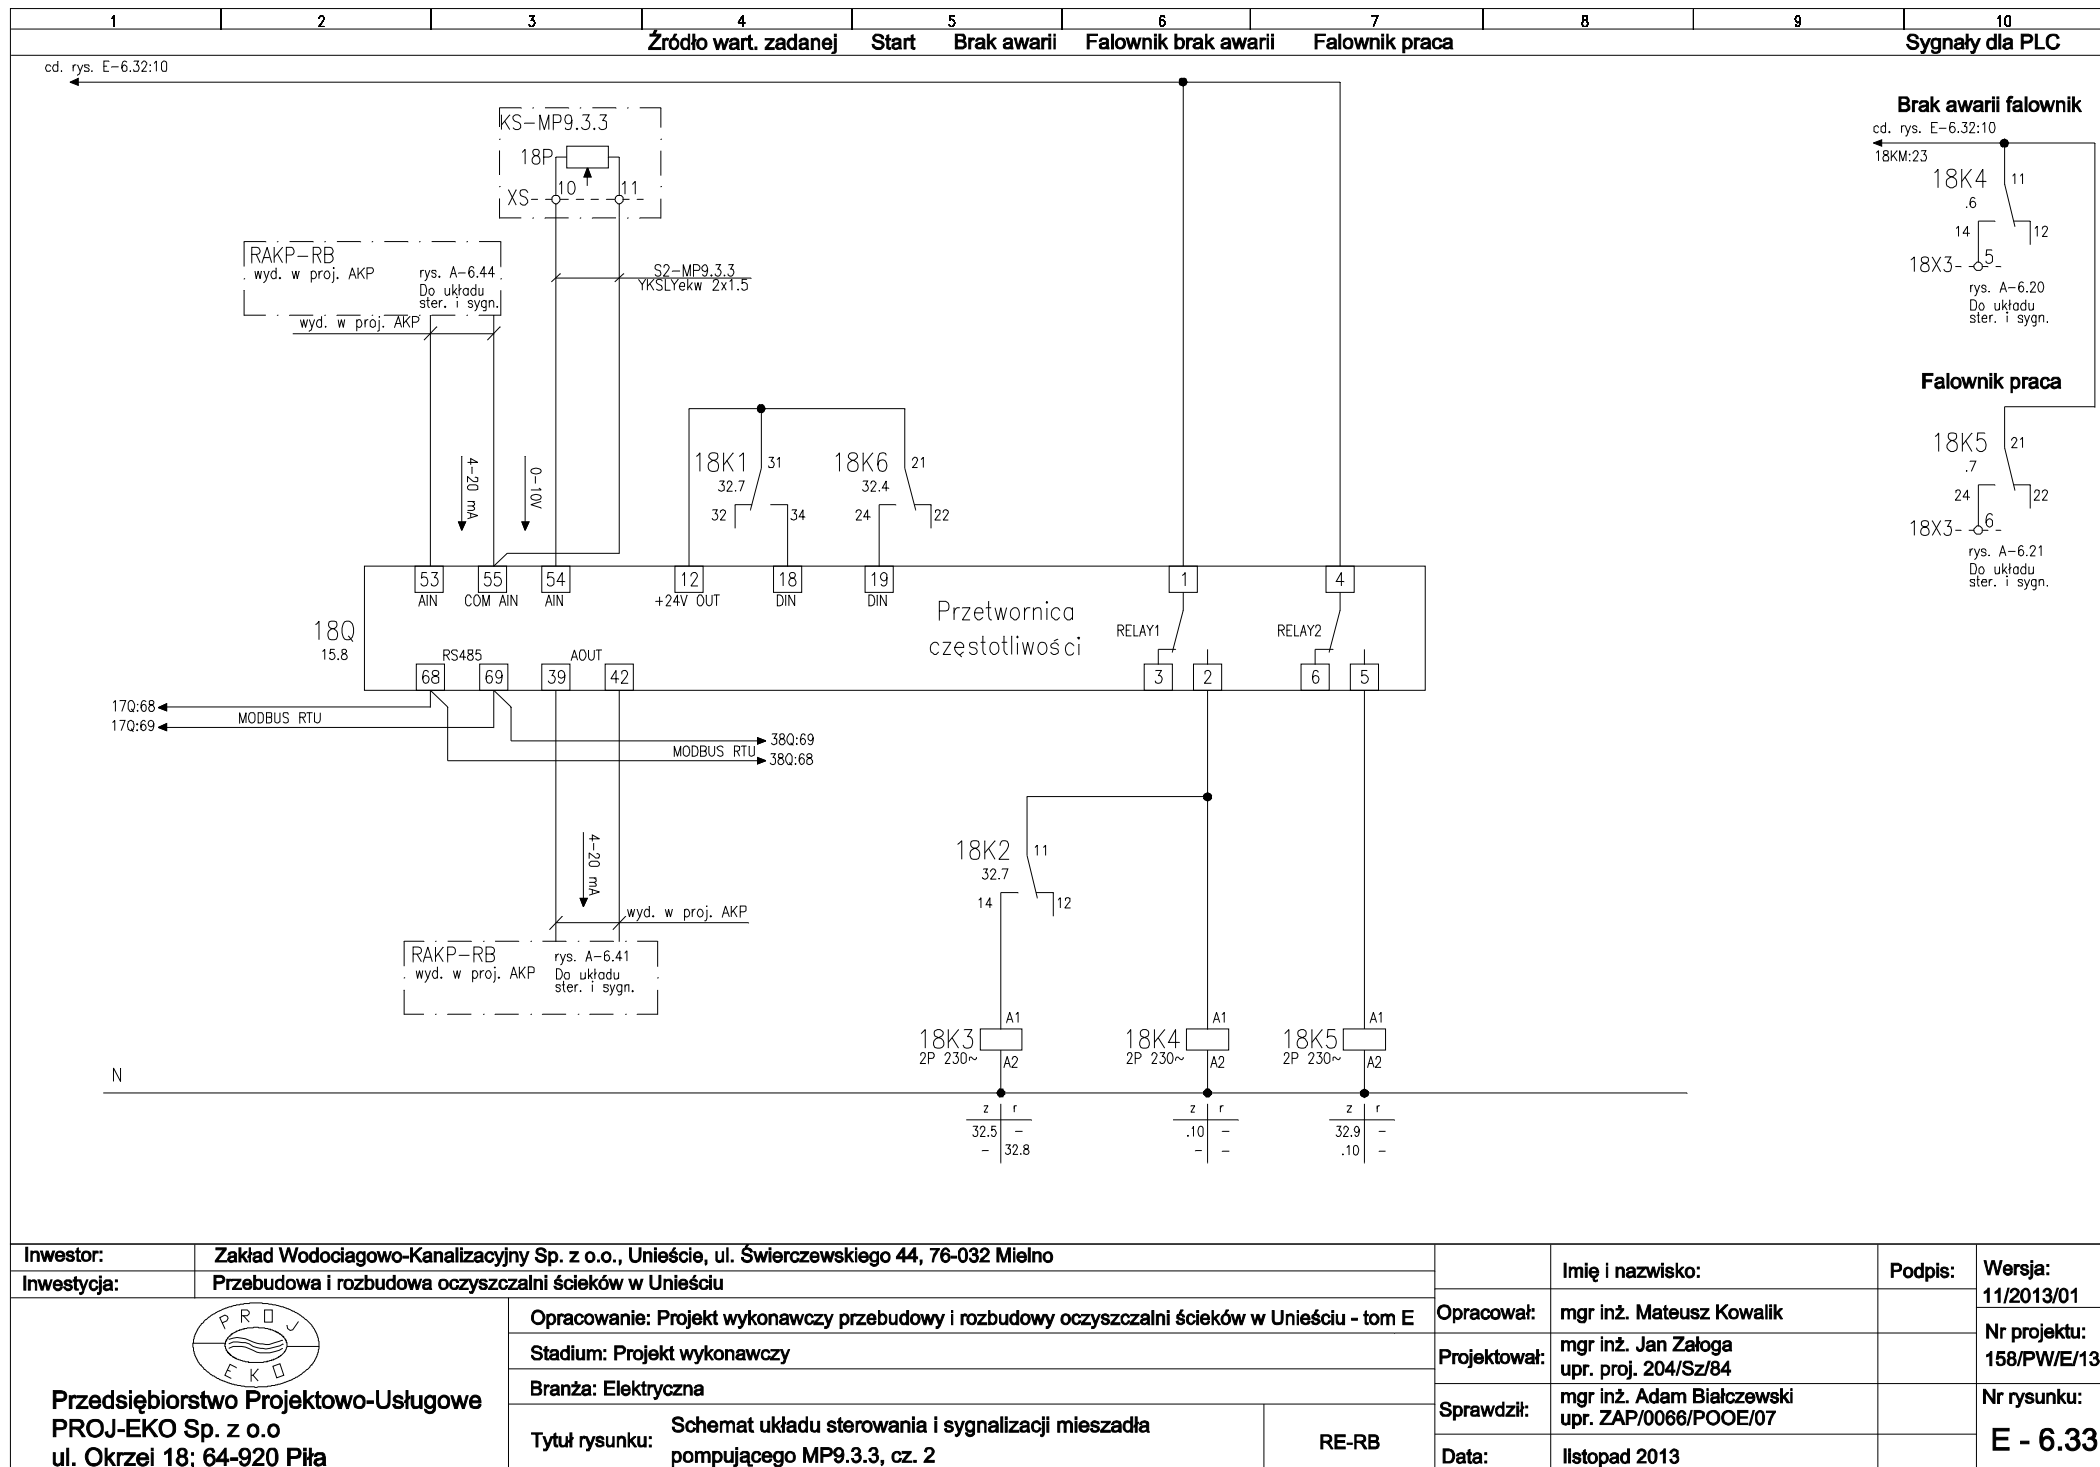 1 2 3 4 5 6 7 8 9 10
Źródło wart. zadanej Start Brak awarii Falownik brak awarii Falownik praca Sygnały dla PLC
cd. rys. E-6.32:10
KS-MP9.3.3
18P
10 11
XS-
RAKP-RB
wyd. w proj. AKP
rys. A-6.44
Do układu
ster. i sygn.
wyd. w proj. AKP
S2-MP9.3.3
YKSLYekw 2x1.5
4-20 mA
0-10V
18K1
32.7
31
32 34
18K6
32.4
21
24 22
53 55 54 12 18 19 1 4
AIN COM AIN AIN +24V OUT DIN DIN
18Q
15.8
Przetwornica
częstotliwości
RELAY1 RELAY2
RS485 AOUT
68 69 39 42 3 2 6 5
17Q:68
17Q:69
MODBUS RTU
38Q:69
MODBUS RTU
38Q:68
4-20 mA
wyd. w proj. AKP
RAKP-RB
wyd. w proj. AKP
rys. A-6.41
Do układu
ster. i sygn.
18K2
32.7
11
14 12
18K3
2P 230~
A1
A2
18K4
2P 230~
A1
A2
18K5
2P 230~
A1
A2
N
z r
32.5 -
- 32.8
z r
.10 -
- -
z r
32.9 -
.10 -
Brak awarii falownik
cd. rys. E-6.32:10
18KM:23
18K4
.6
11
14 12
18X3- 5
rys. A-6.20
Do układu
ster. i sygn.
Falownik praca
18K5
.7
21
24 22
18X3- 6
rys. A-6.21
Do układu
ster. i sygn.
Inwestor: Zakład Wodociagowo-Kanalizacyjny Sp. z o.o., Unieście, ul. Świerczewskiego 44, 76-032 Mielno
Inwestycja: Przebudowa i rozbudowa oczyszczalni ścieków w Unieściu
PROJ
EKO
Przedsiębiorstwo Projektowo-Usługowe
PROJ-EKO Sp. z o.o
ul. Okrzei 18; 64-920 Piła
Opracowanie: Projekt wykonawczy przebudowy i rozbudowy oczyszczalni ścieków w Unieściu - tom E
Stadium: Projekt wykonawczy
Branża: Elektryczna
Tytuł rysunku: Schemat układu sterowania i sygnalizacji mieszadła
pompującego MP9.3.3, cz. 2
RE-RB
Imię i nazwisko: Podpis:
Opracował: mgr inż. Mateusz Kowalik
Projektował: mgr inż. Jan Załoga
upr. proj. 204/Sz/84
Sprawdził: mgr inż. Adam Białczewski
upr. ZAP/0066/POOE/07
Data: listopad 2013
Wersja:
11/2013/01
Nr projektu:
158/PW/E/13
Nr rysunku:
E - 6.33